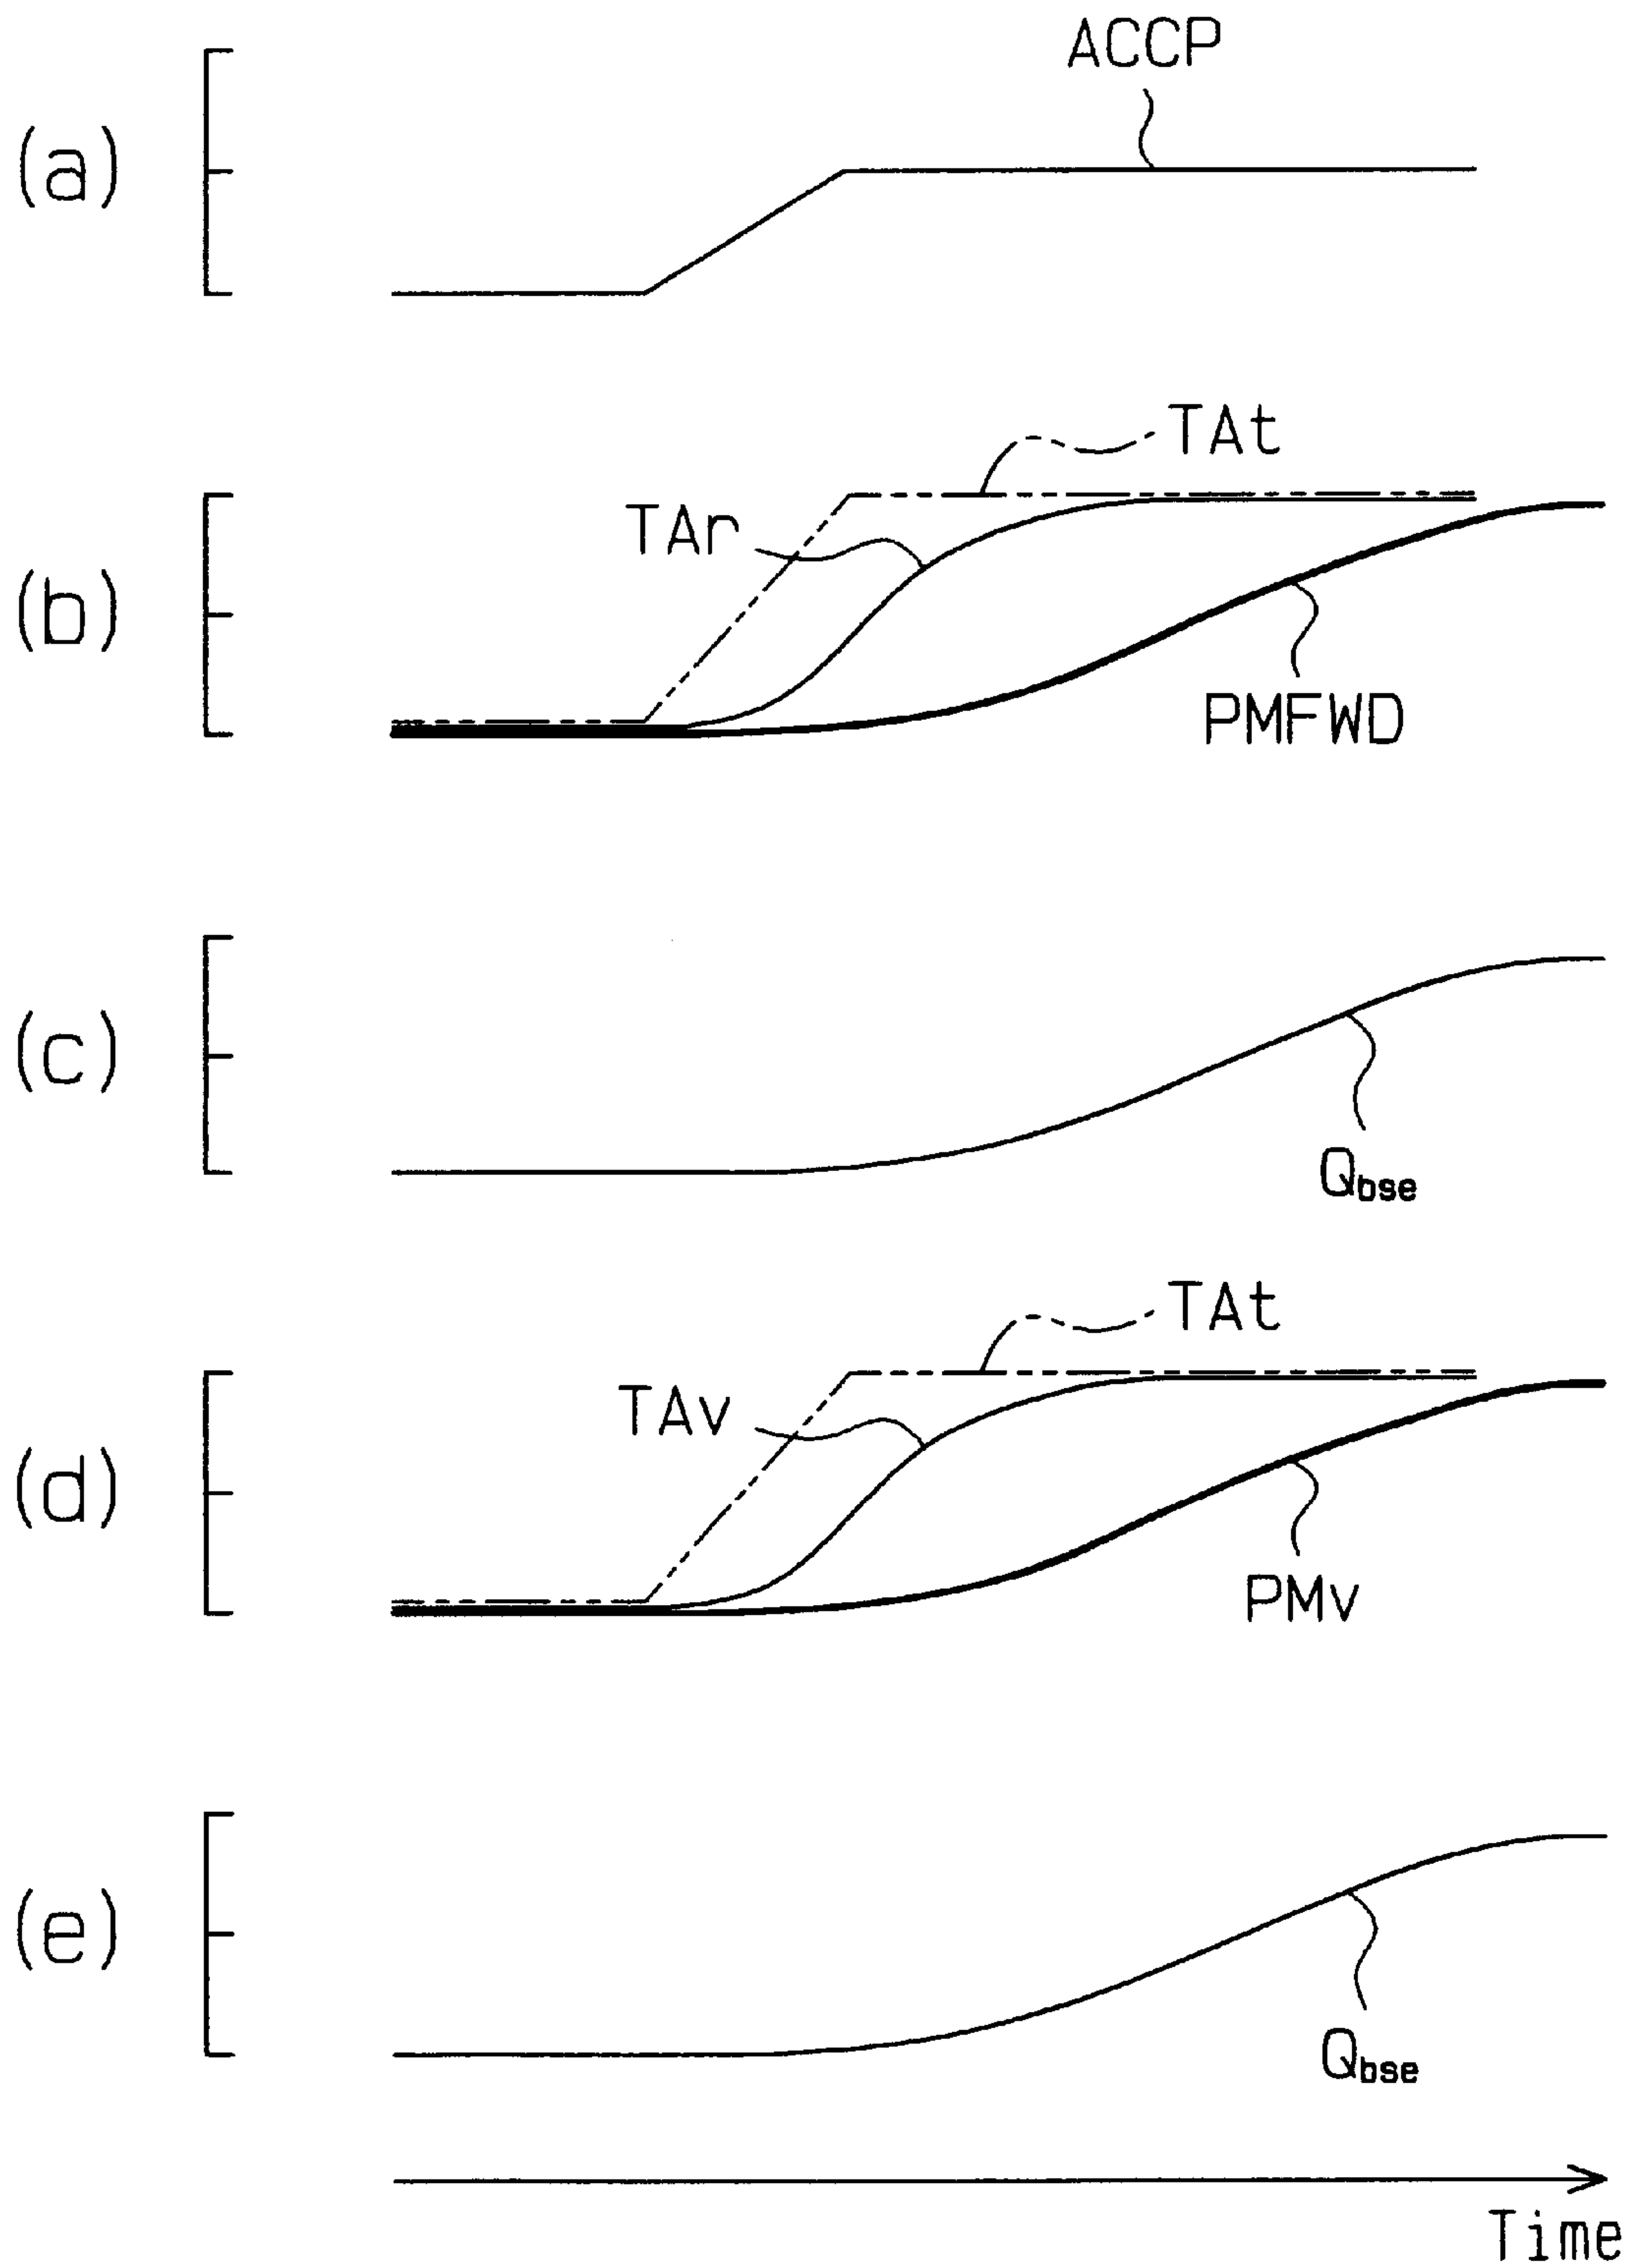 ACCP
(a)
TAt
TAr
(b)
PMFWD
(c)
Qbse
TAt
TAv
(d)
PMv
(e)
Qbse
Time